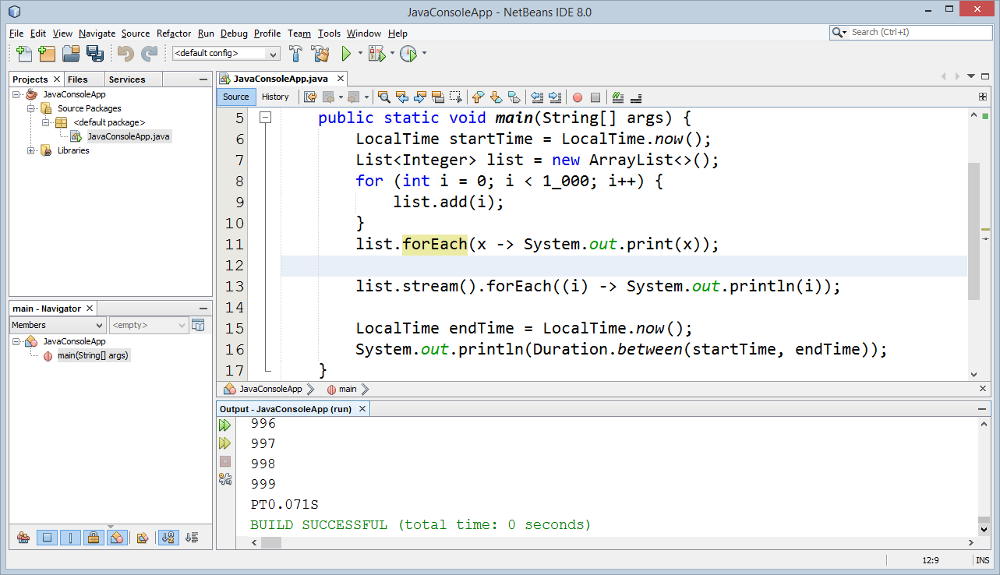 JavaConsoleApp - NetBeans IDE 8.0
File Edit View Navigate Source Refactor Run Debug Profile Team Tools Window Help
Search (Ctrl+I)
<default config>
Projects Files Services
JavaConsoleApp
Source Packages
<default package>
JavaConsoleApp.java
Libraries
main - Navigator
Members <empty>
JavaConsoleApp
main(String[] args)
JavaConsoleApp.java
Source History
5 public static void main(String[] args) {
6 LocalTime startTime = LocalTime.now();
7 List<Integer> list = new ArrayList<>();
8 for (int i = 0; i < 1_000; i++) {
9 list.add(i);
10 }
11 list.forEach(x -> System.out.print(x));
12
13 list.stream().forEach((i) -> System.out.println(i));
14
15 LocalTime endTime = LocalTime.now();
16 System.out.println(Duration.between(startTime, endTime));
17 }
JavaConsoleApp main
Output - JavaConsoleApp (run)
996
997
998
999
PT0.071S
BUILD SUCCESSFUL (total time: 0 seconds)
12:9 INS